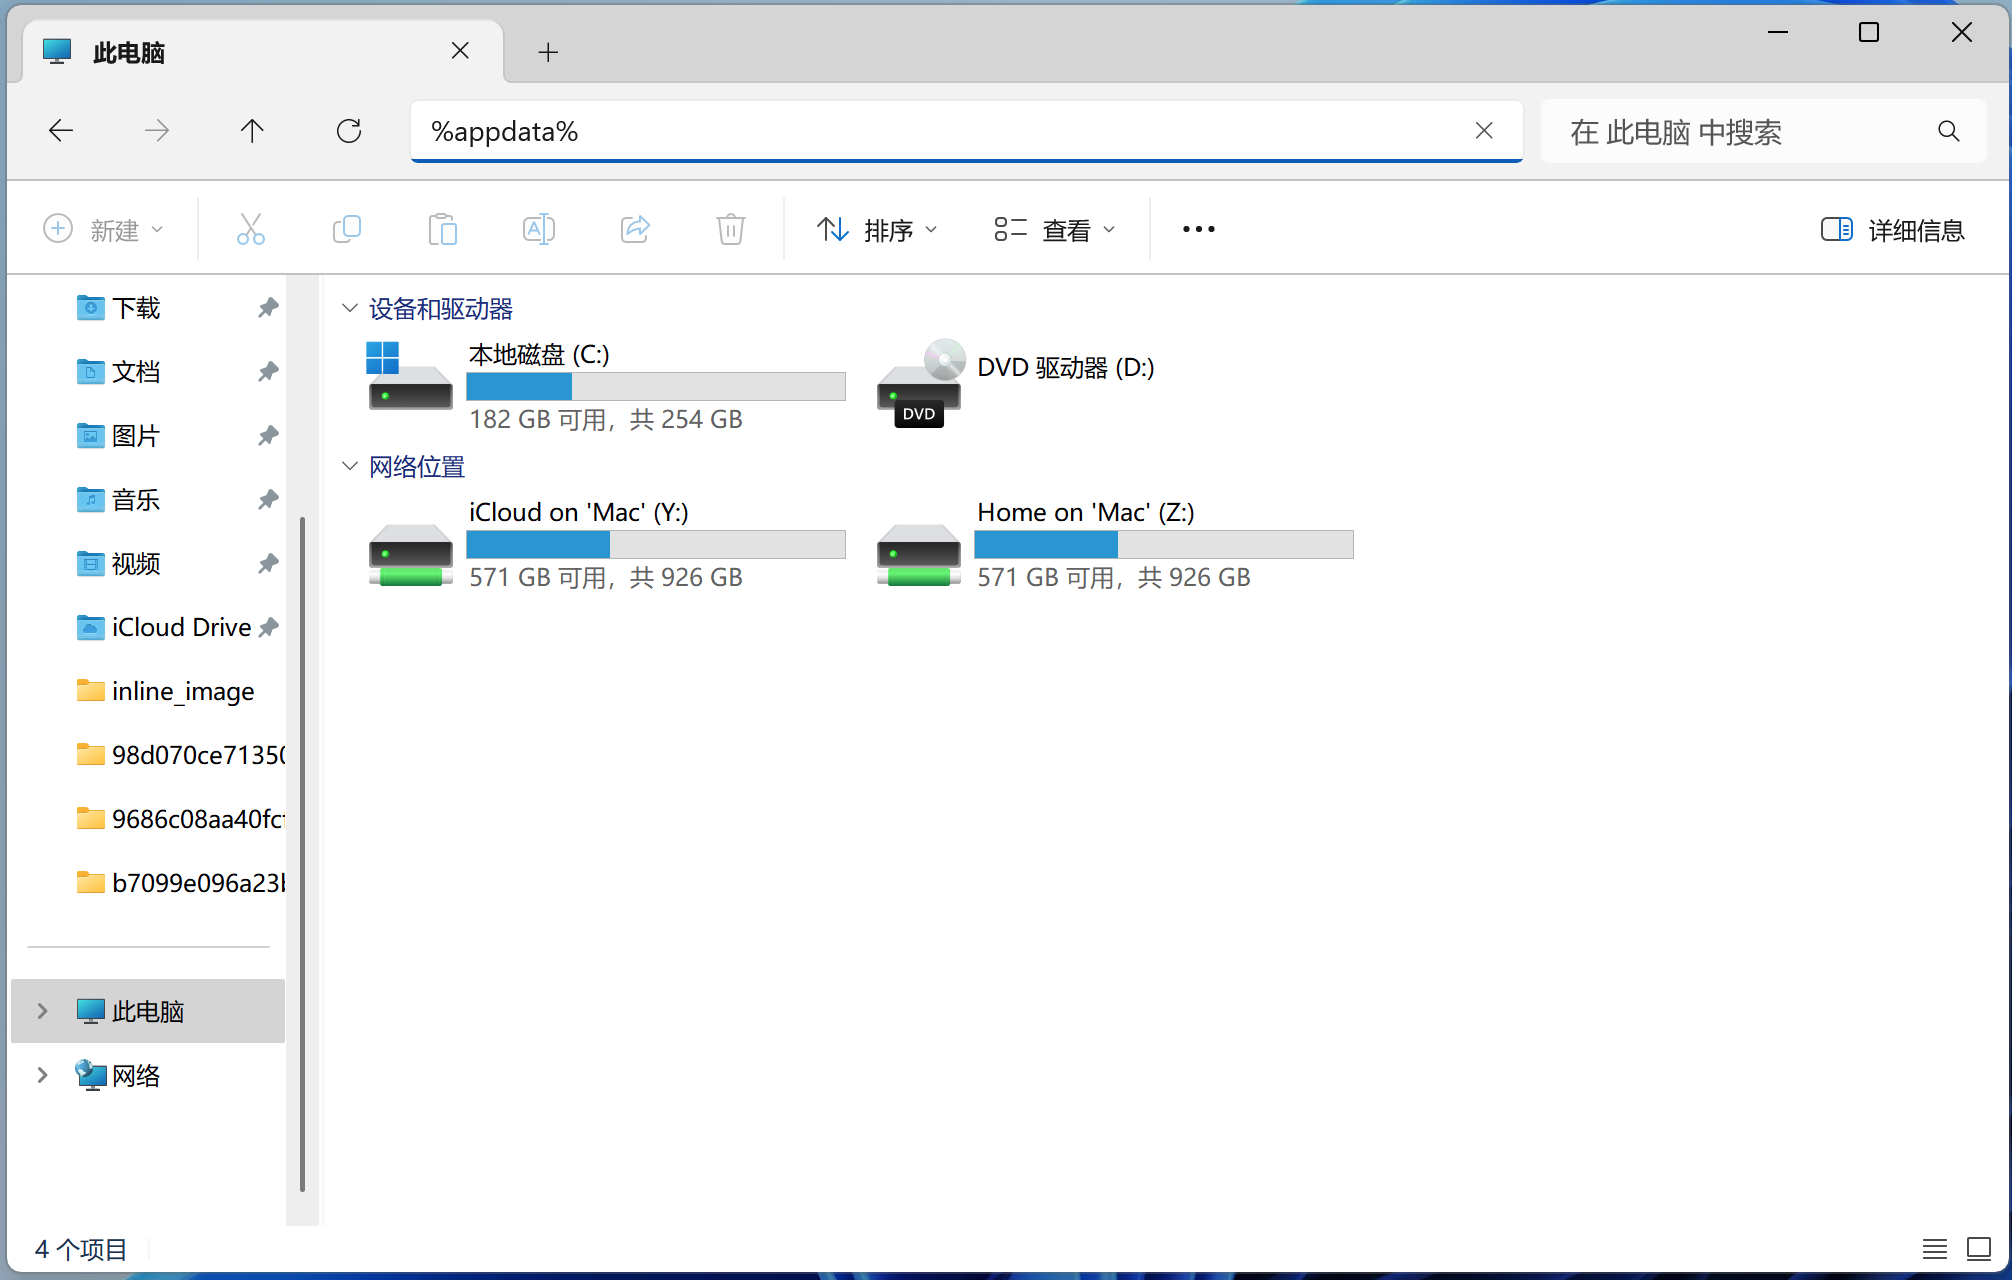 此电脑
%appdata%
在 此电脑 中搜索
新建
排序
查看
详细信息
下载
文档
图片
音乐
视频
iCloud Drive
inline_image
98d070ce71350
9686c08aa40fc
b7099e096a23
此电脑
网络
设备和驱动器
本地磁盘 (C:)
182 GB 可用，共 254 GB
DVD
DVD 驱动器 (D:)
网络位置
iCloud on 'Mac' (Y:)
571 GB 可用，共 926 GB
Home on 'Mac' (Z:)
571 GB 可用，共 926 GB
4 个项目